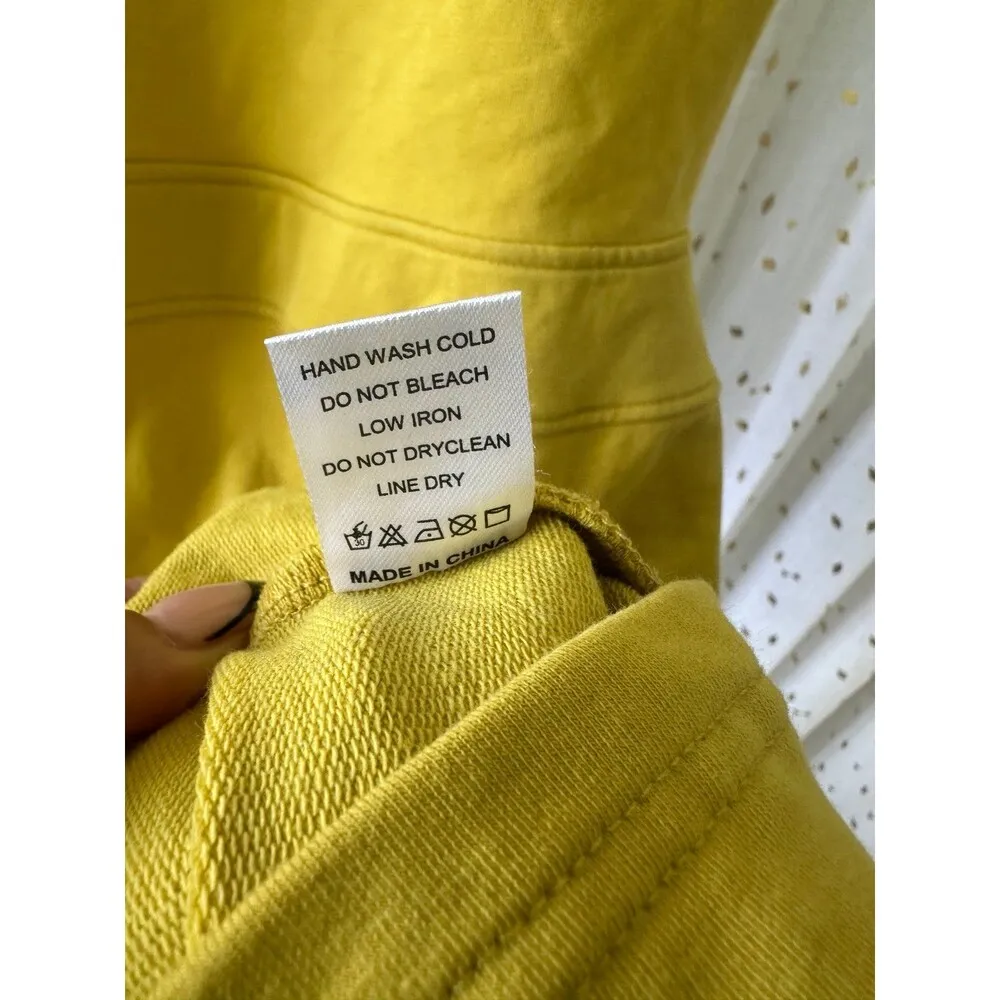 HAND WASH COLD
DO NOT BLEACH
LOW IRON
DO NOT DRYCLEAN
LINE DRY
30
MADE IN CHINA